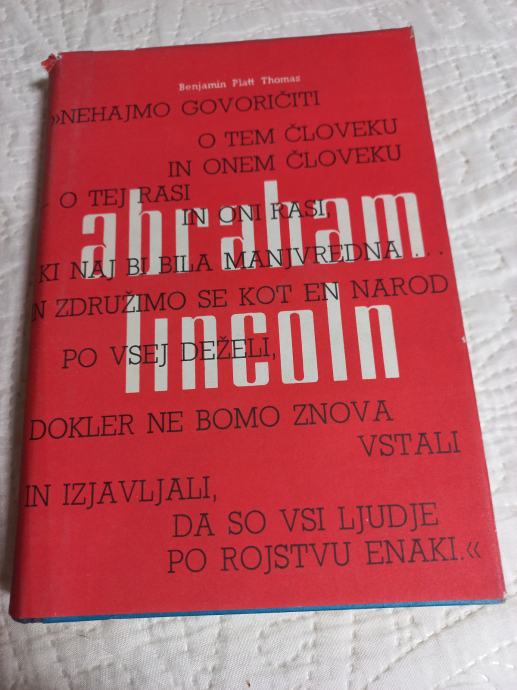 Benjamin Platt Thomas
»NEHAJMO GOVORIČITI
O TEM ČLOVEKU
IN ONEM ČLOVEKU
O TEJ RASI
IN ONI RASI,
abraham
. KI NAJ BI BILA MANJVREDNA . . .
N ZDRUŽIMO SE KOT EN NAROD
lincoln
PO VSEJ DEŽELI,
DOKLER NE BOMO ZNOVA
VSTALI
IN IZJAVLJALI,
DA SO VSI LJUDJE
PO ROJSTVU ENAKI.«